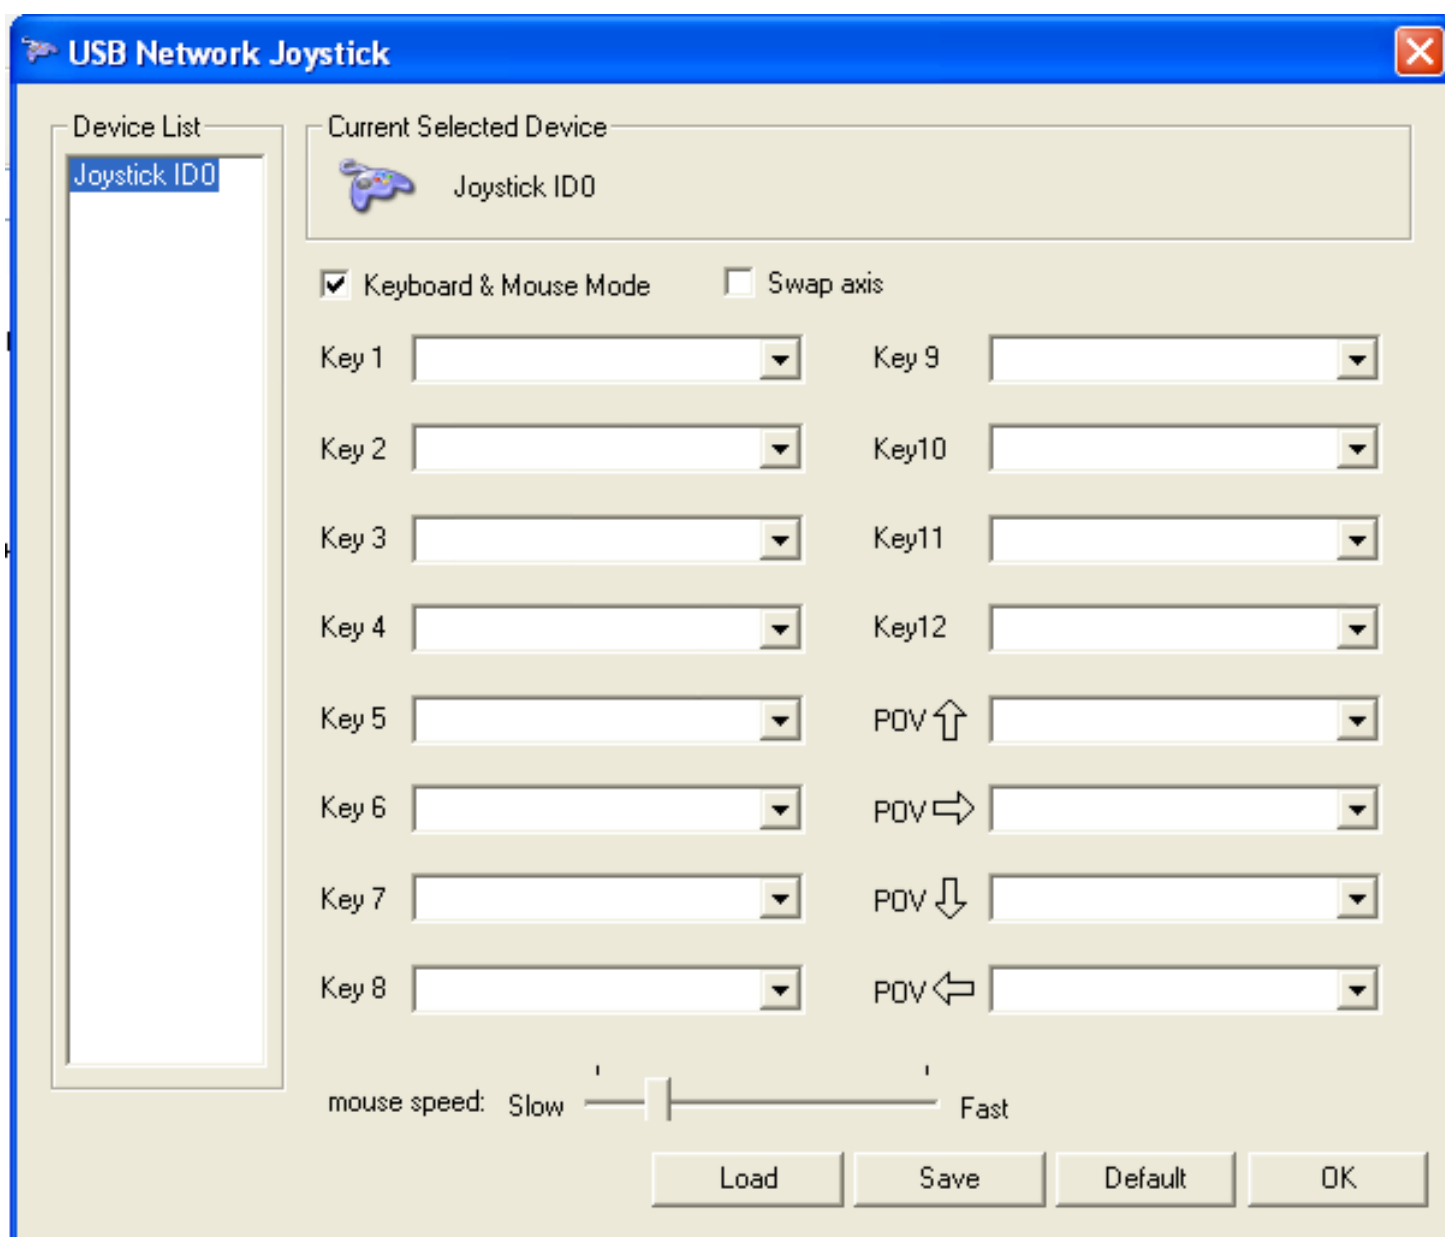 USB Network Joystick
Device List
Joystick ID0
Current Selected Device
Joystick ID0
Keyboard & Mouse Mode
Swap axis
Key 1
Key 2
Key 3
Key 4
Key 5
Key 6
Key 7
Key 8
Key 9
Key10
Key11
Key12
POV
POV
POV
POV
mouse speed: Slow Fast
Load Save Default OK